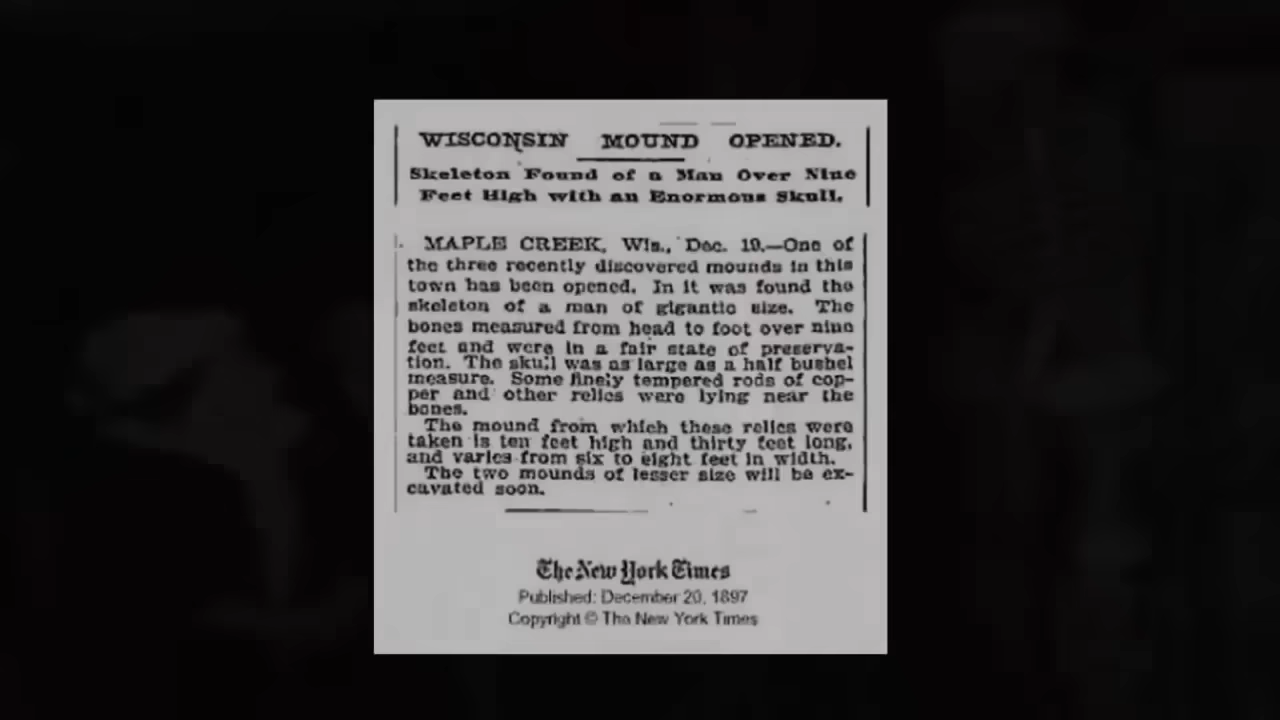 WISCONSIN MOUND OPENED.
Skeleton Found of a Man Over Nine
Feet High with an Enormous Skull.
MAPLE CREEK, Wis., Dec. 19.—One of
the three recently discovered mounds in this
town has been opened. In it was found the
skeleton of a man of gigantic size. The
bones measured from head to foot over nine
feet and were in a fair state of preserva-
tion. The skull was as large as a half bushel
measure. Some finely tempered rods of cop-
per and other relics were lying near the
bones.
The mound from which these relics were
taken is ten feet high and thirty feet long,
and varies from six to eight feet in width.
The two mounds of lesser size will be ex-
cavated soon.
The New York Times
Published: December 20, 1897
Copyright © The New York Times